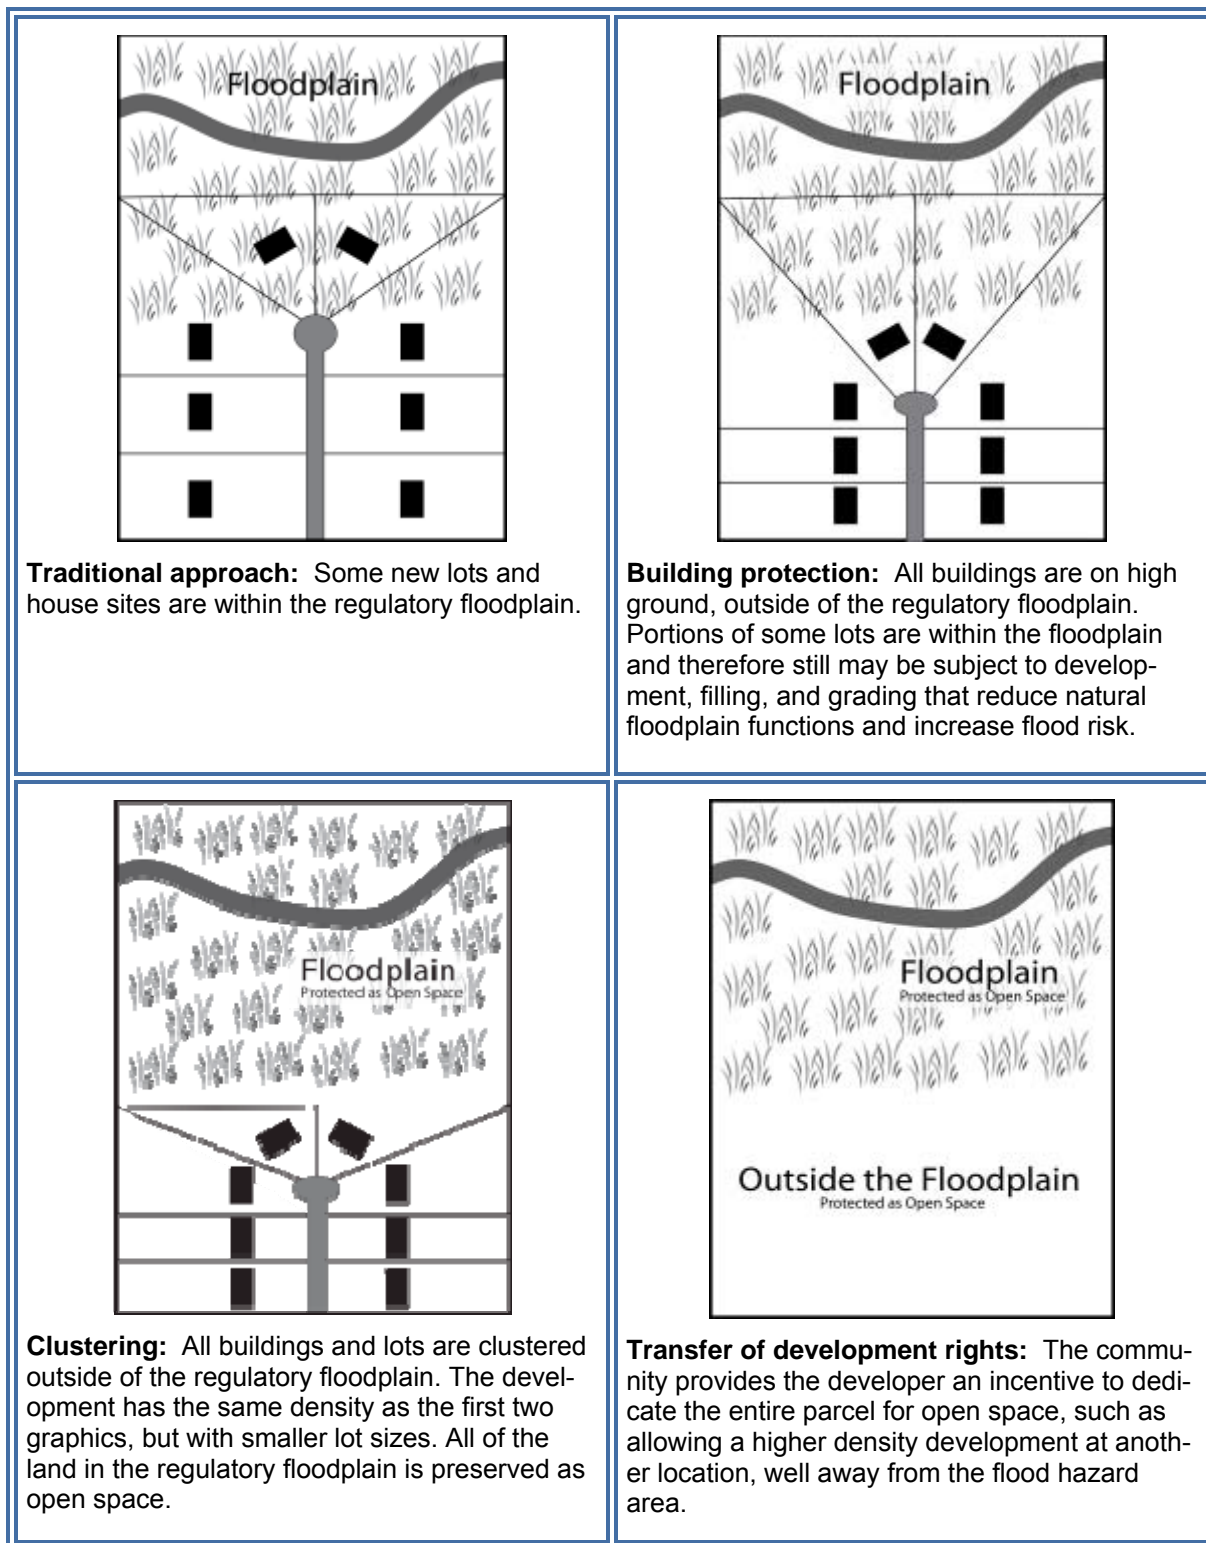 Floodplain
Traditional approach: Some new lots and
house sites are within the regulatory floodplain.
Floodplain
Building protection: All buildings are on high
ground, outside of the regulatory floodplain.
Portions of some lots are within the floodplain
and therefore still may be subject to develop-
ment, filling, and grading that reduce natural
floodplain functions and increase flood risk.
Floodplain
Protected as Open Space
Clustering: All buildings and lots are clustered
outside of the regulatory floodplain. The devel-
opment has the same density as the first two
graphics, but with smaller lot sizes. All of the
land in the regulatory floodplain is preserved as
open space.
Floodplain
Protected as Open Space
Outside the Floodplain
Protected as Open Space
Transfer of development rights: The commu-
nity provides the developer an incentive to dedi-
cate the entire parcel for open space, such as
allowing a higher density development at anoth-
er location, well away from the flood hazard
area.